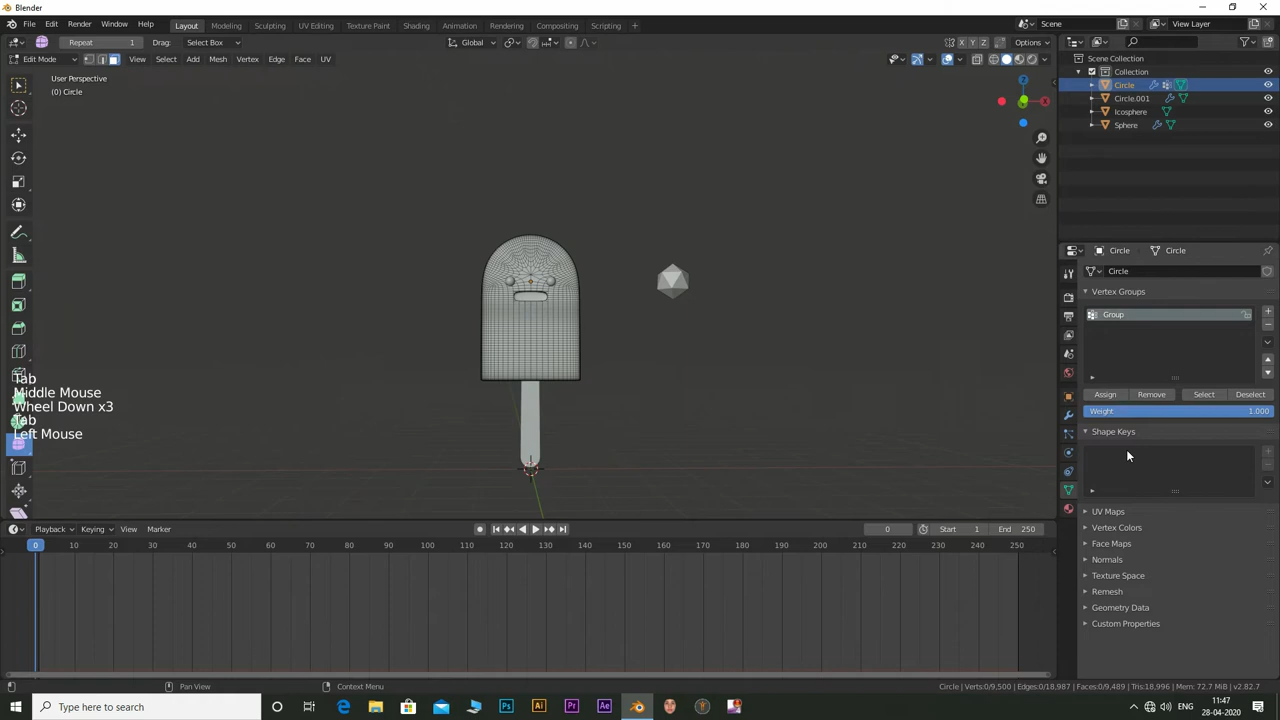 Blender
File Edit Render Window Help
Layout Modeling Sculpting UV Editing Texture Paint Shading Animation Rendering Compositing Scripting +
Scene View Layer
Repeat 1 Drag: Select Box Global X Y Z Options
Edit Mode View Select Add Mesh Vertex Edge Face UV
User Perspective
(0) Circle
Z
X
Scene Collection
Collection
Circle
Circle.001
Icosphere
Sphere
Circle Circle
Circle
Vertex Groups
Group
Assign Remove Select Deselect
Weight 1.000
Shape Keys
UV Maps
Vertex Colors
Face Maps
Normals
Texture Space
Remesh
Geometry Data
Custom Properties
Tab
Middle Mouse
Wheel Down x3
Tab
Left Mouse
Playback Keying View Marker 0 Start 1 End 250
0 10 20 30 40 50 60 70 80 90 100 110 120 130 140 150 160 170 180 190 200 210 220 230 240 250
Pan View Context Menu Circle | Verts:0/9,500 | Edges:0/18,987 | Faces:0/9,489 | Tris:18,996 | Mem: 72.7 MiB | v2.82.7
Type here to search
Ps Ai Pr Ae
ENG
11:47
28-04-2020